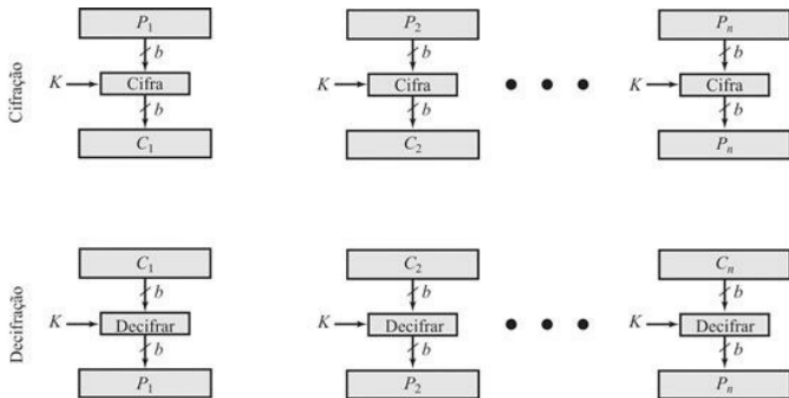 Cifração
P1 P2 Pn
b b b
K Cifra K Cifra K Cifra
b b b
C1 C2 Pn
Decifração
C1 C2 Cn
b b b
K Decifrar K Decifrar K Decifrar
b b b
P1 P2 Pn